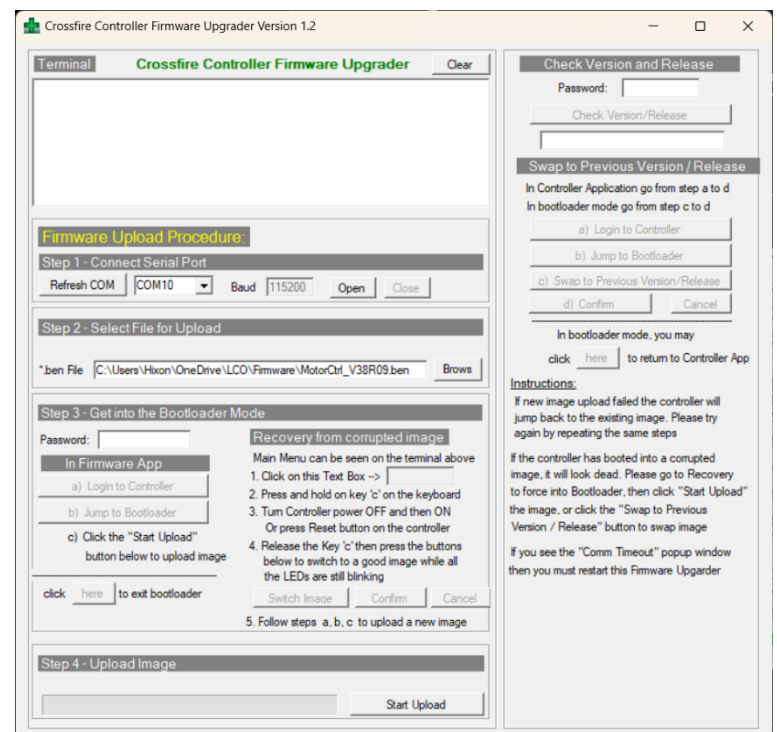 Crossfire Controller Firmware Upgrader Version 1.2
Terminal
Crossfire Controller Firmware Upgrader
Clear
Firmware Upload Procedure:
Step 1 - Connect Serial Port
Refresh COM
COM10
Baud
115200
Open
Close
Step 2 - Select File for Upload
*.ben File
C:\Users\Hixon\OneDrive\LCO\Firmware\MotorCtrl_V38R09.ben
Brows
Step 3 - Get into the Bootloader Mode
Password:
In Firmware App
a) Login to Controller
b) Jump to Bootloader
c) Click the "Start Upload"
button below to upload image
click
here
to exit bootloader
Recovery from corrupted image
Main Menu can be seen on the teminal above
1. Click on this Text Box -->
2. Press and hold on key 'c' on the keyboard
3. Turn Controller power OFF and then ON
Or press Reset button on the controller
4. Release the Key 'c' then press the buttons
below to switch to a good image while all
the LEDs are still blinking
Switch Image
Confirm
Cancel
5. Follow steps a, b, c to upload a new image
Step 4 - Upload Image
Start Upload
Check Version and Release
Password:
Check Version/Release
Swap to Previous Version / Release
In Controller Application go from step a to d
In bootloader mode go from step c to d
a) Login to Controller
b) Jump to Bootloader
c) Swap to Previous Version/Release
d) Confirm
Cancel
In bootloader mode, you may
click
here
to return to Controller App
Instructions:
If new image upload failed the controller will
jump back to the existing image. Please try
again by repeating the same steps
If the controller has booted into a corrupted
image, it will look dead. Please go to Recovery
to force into Bootloader, then click "Start Upload"
the image, or click the "Swap to Previous
Version / Release" button to swap image
If you see the "Comm Timeout" popup window
then you must restart this Firmware Upgarder